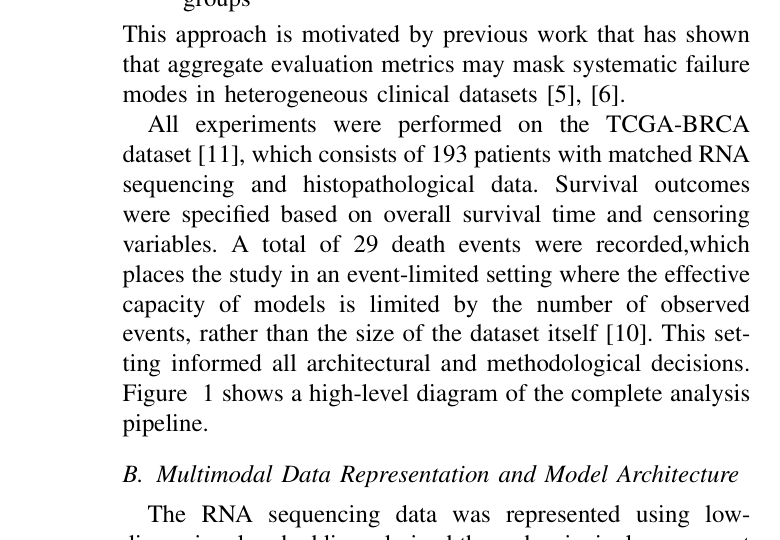 groups
This approach is motivated by previous work that has shown
that aggregate evaluation metrics may mask systematic failure
modes in heterogeneous clinical datasets [5], [6].
All experiments were performed on the TCGA-BRCA
dataset [11], which consists of 193 patients with matched RNA
sequencing and histopathological data. Survival outcomes
were specified based on overall survival time and censoring
variables. A total of 29 death events were recorded,which
places the study in an event-limited setting where the effective
capacity of models is limited by the number of observed
events, rather than the size of the dataset itself [10]. This set-
ting informed all architectural and methodological decisions.
Figure 1 shows a high-level diagram of the complete analysis
pipeline.
B. Multimodal Data Representation and Model Architecture
The RNA sequencing data was represented using low-